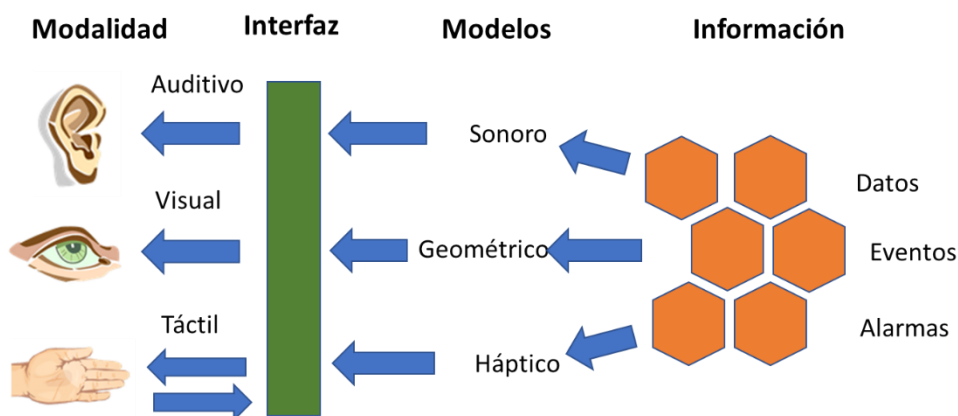 Modalidad
Interfaz
Modelos
Información
Auditivo
Sonoro
Datos
Visual
Geométrico
Eventos
Táctil
Háptico
Alarmas